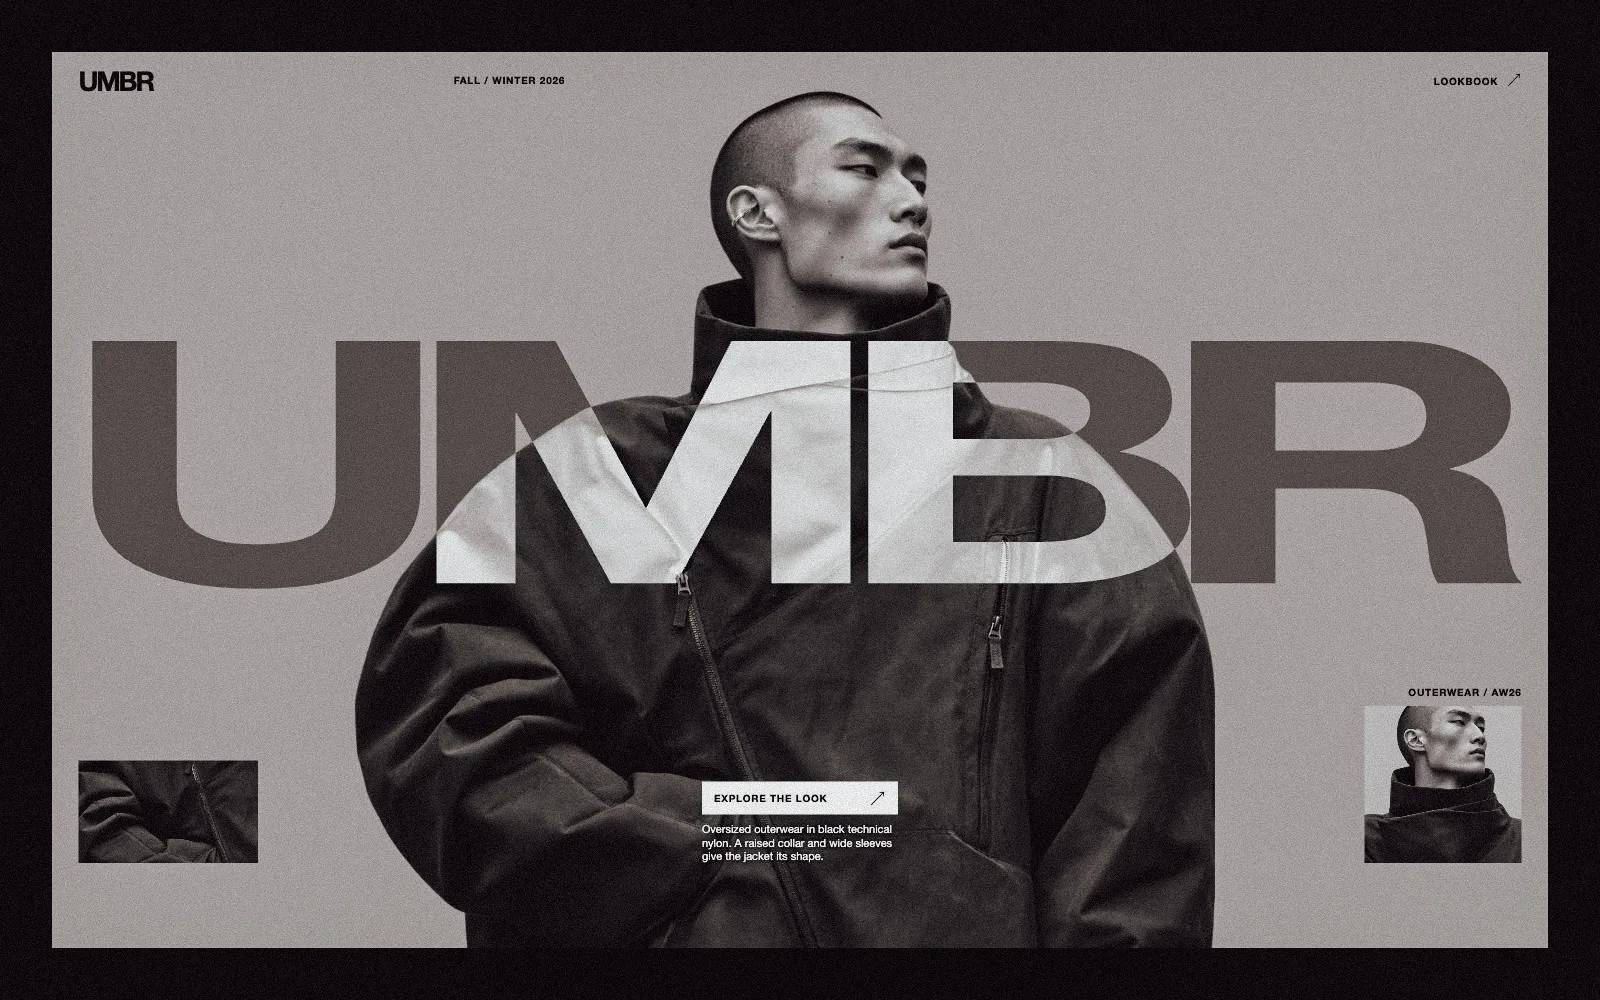 UMBR
FALL / WINTER 2026
LOOKBOOK
UMBR
OUTERWEAR / AW26
EXPLORE THE LOOK
Oversized outerwear in black technical
nylon. A raised collar and wide sleeves
give the jacket its shape.